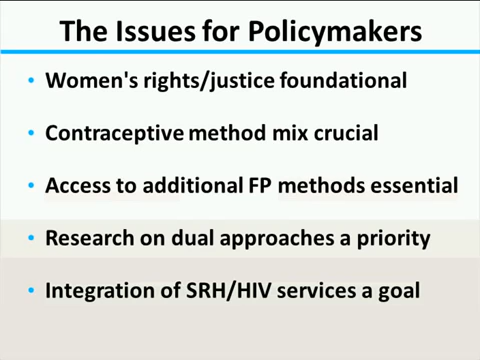 The Issues for Policymakers
• Women's rights/justice foundational
• Contraceptive method mix crucial
• Access to additional FP methods essential
• Research on dual approaches a priority
• Integration of SRH/HIV services a goal